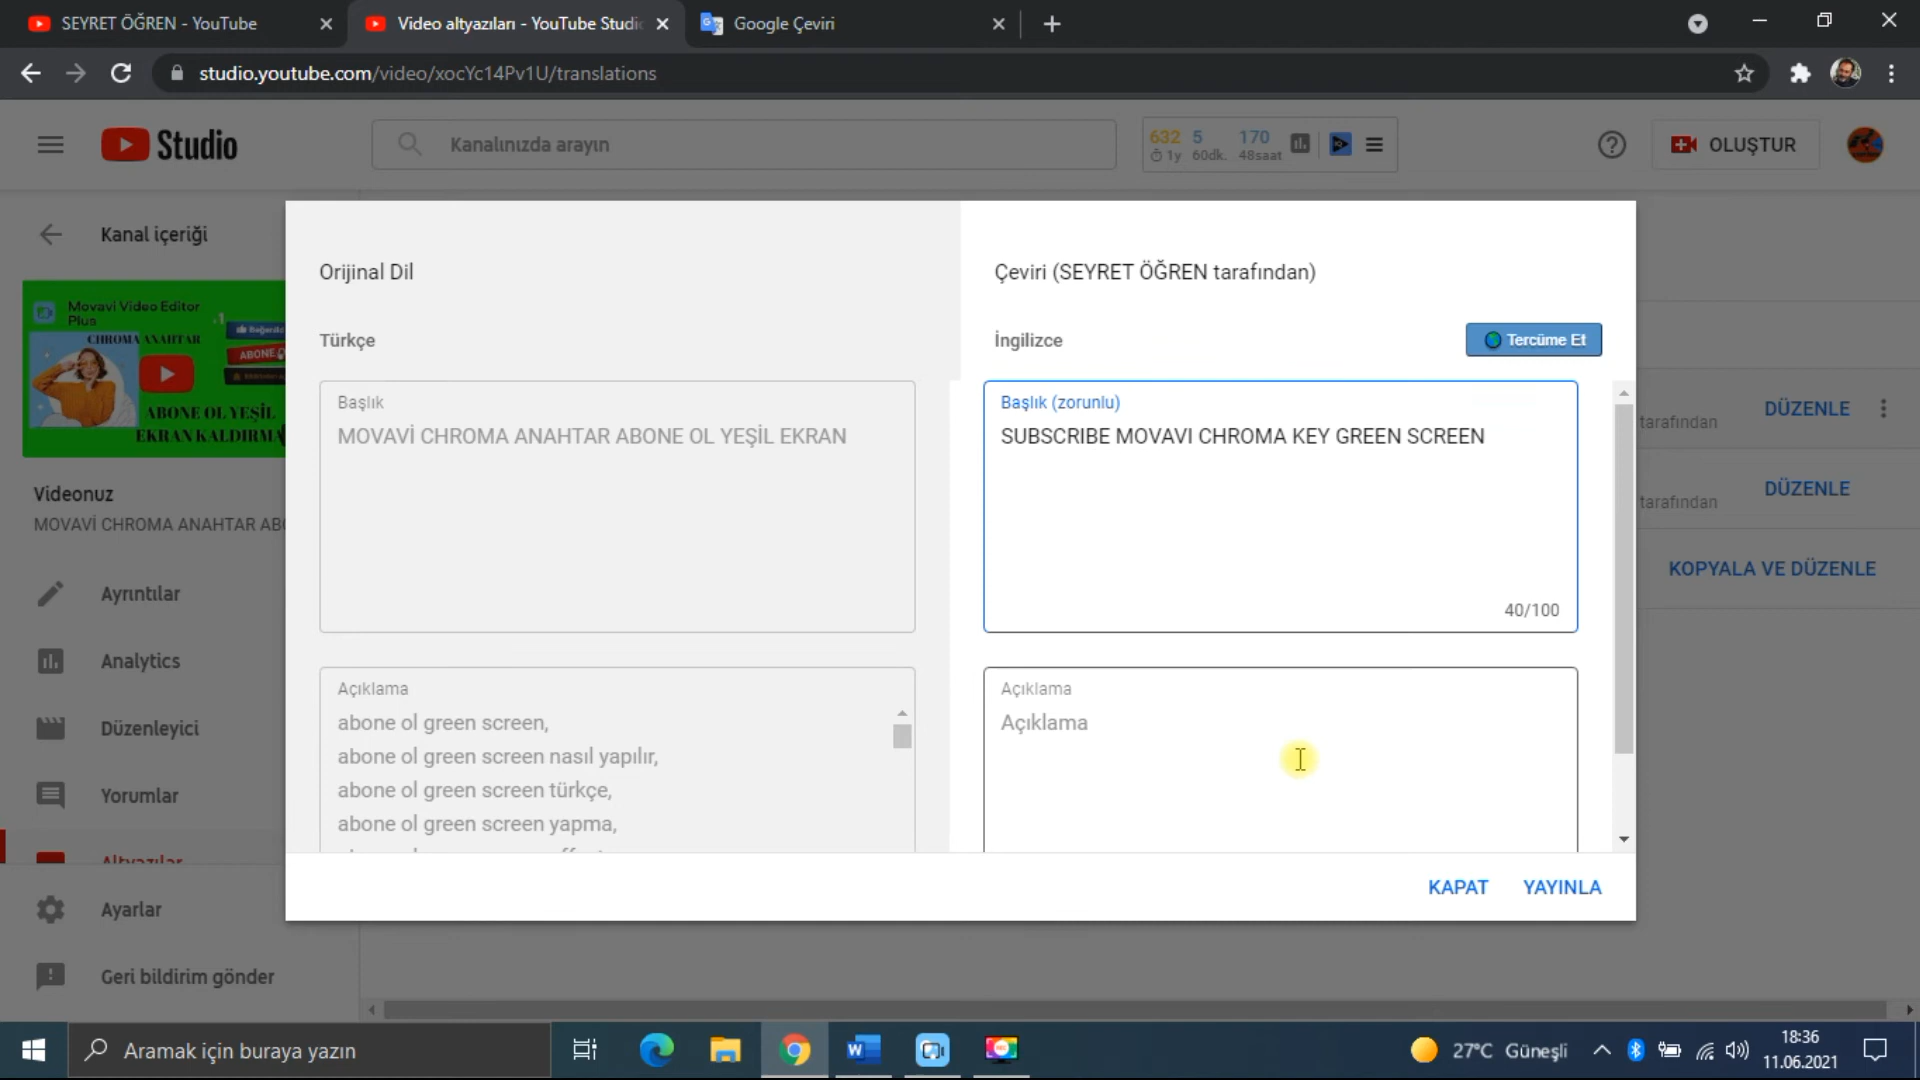 SEYRET ÖĞREN - YouTube
Video altyazıları - YouTube Studi
Google Çeviri
studio.youtube.com/video/xocYc14Pv1U/translations
Studio
Kanalınızda arayın
632 5 170
1y 60dk. 48saat
OLUŞTUR
Kanal içeriği
Movavi Video Editor
Plus
CHROMA ANAHTAR
+1
ABONE
ABONE OL YEŞİL
EKRAN KALDIRMA
Videonuz
MOVAVİ CHROMA ANAHTAR ABO
Ayrıntılar
Analytics
Düzenleyici
Yorumlar
Altyazılar
Ayarlar
Geri bildirim gönder
Orijinal Dil
Türkçe
Başlık
MOVAVİ CHROMA ANAHTAR ABONE OL YEŞİL EKRAN
Açıklama
abone ol green screen,
abone ol green screen nasıl yapılır,
abone ol green screen türkçe,
abone ol green screen yapma,
Çeviri (SEYRET ÖĞREN tarafından)
İngilizce
Tercüme Et
Başlık (zorunlu)
SUBSCRIBE MOVAVI CHROMA KEY GREEN SCREEN
40/100
Açıklama
Açıklama
KAPAT YAYINLA
tarafından DÜZENLE
tarafından DÜZENLE
KOPYALA VE DÜZENLE
Aramak için buraya yazın
27°C Güneşli
18:36
11.06.2021